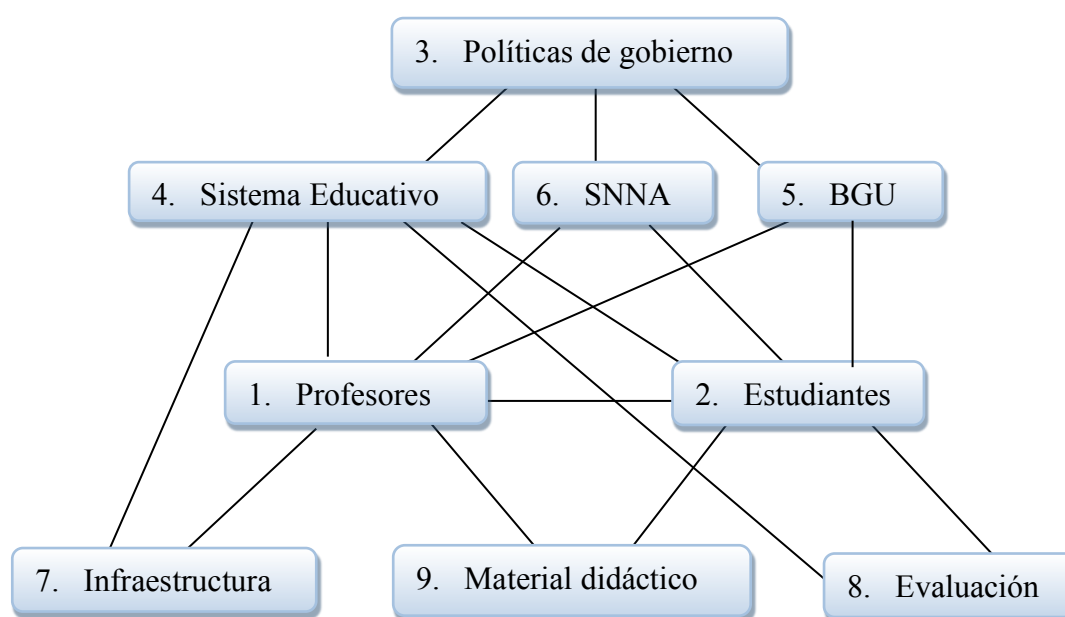 3. Políticas de gobierno
4. Sistema Educativo
6. SNNA
5. BGU
1. Profesores
2. Estudiantes
7. Infraestructura
9. Material didáctico
8. Evaluación